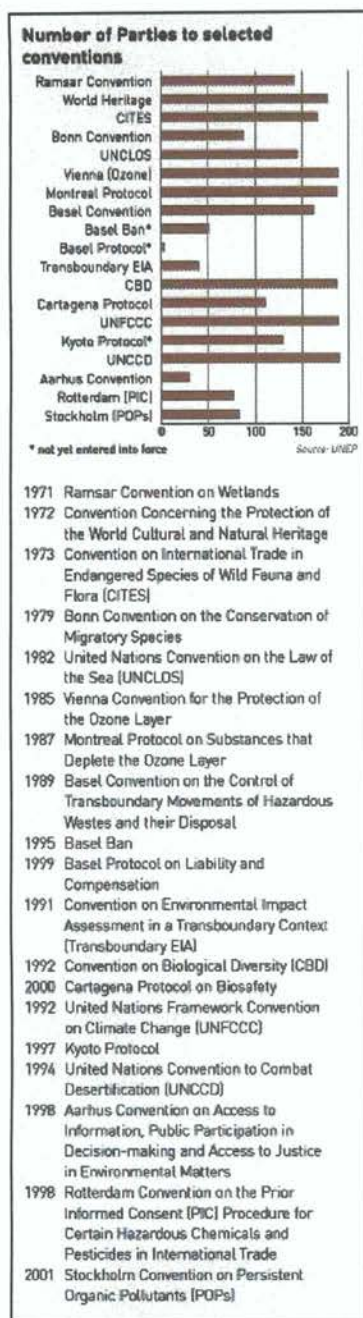 Number of Parties to selected
conventions
Ramsar Convention
World Heritage
CITES
Bonn Convention
UNCLOS
Vienna (Ozone)
Montreal Protocol
Basel Convention
Basel Ban*
Basel Protocol*
Transboundary EIA
CBD
Cartagena Protocol
UNFCCC
Kyoto Protocol*
UNCCD
Aarhus Convention
Rotterdam (PIC)
Stockholm (POPs)
0 50 100 150 200
* not yet entered into force Source: UNEP
1971 Ramsar Convention on Wetlands
1972 Convention Concerning the Protection of
the World Cultural and Natural Heritage
1973 Convention on International Trade in
Endangered Species of Wild Fauna and
Flora (CITES)
1979 Bonn Convention on the Conservation of
Migratory Species
1982 United Nations Convention on the Law of
the Sea (UNCLOS)
1985 Vienna Convention for the Protection of
the Ozone Layer
1987 Montreal Protocol on Substances that
Deplete the Ozone Layer
1989 Basel Convention on the Control of
Transboundary Movements of Hazardous
Wastes and their Disposal
1995 Basel Ban
1999 Basel Protocol on Liability and
Compensation
1991 Convention on Environmental Impact
Assessment in a Transboundary Context
(Transboundary EIA)
1992 Convention on Biological Diversity (CBD)
2000 Cartagena Protocol on Biosafety
1992 United Nations Framework Convention
on Climate Change (UNFCCC)
1997 Kyoto Protocol
1994 United Nations Convention to Combat
Desertification (UNCCD)
1998 Aarhus Convention on Access to
Information, Public Participation in
Decision-making and Access to Justice
in Environmental Matters
1998 Rotterdam Convention on the Prior
Informed Consent (PIC) Procedure for
Certain Hazardous Chemicals and
Pesticides in International Trade
2001 Stockholm Convention on Persistent
Organic Pollutants (POPs)